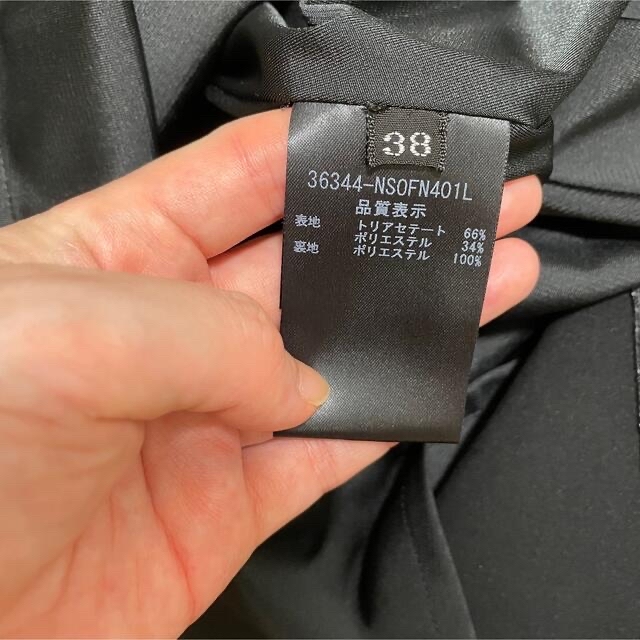 38
36344-NSOFN401L
品質表示
表地 トリアセテート 66%
ポリエステル 34%
裏地 ポリエステル 100%